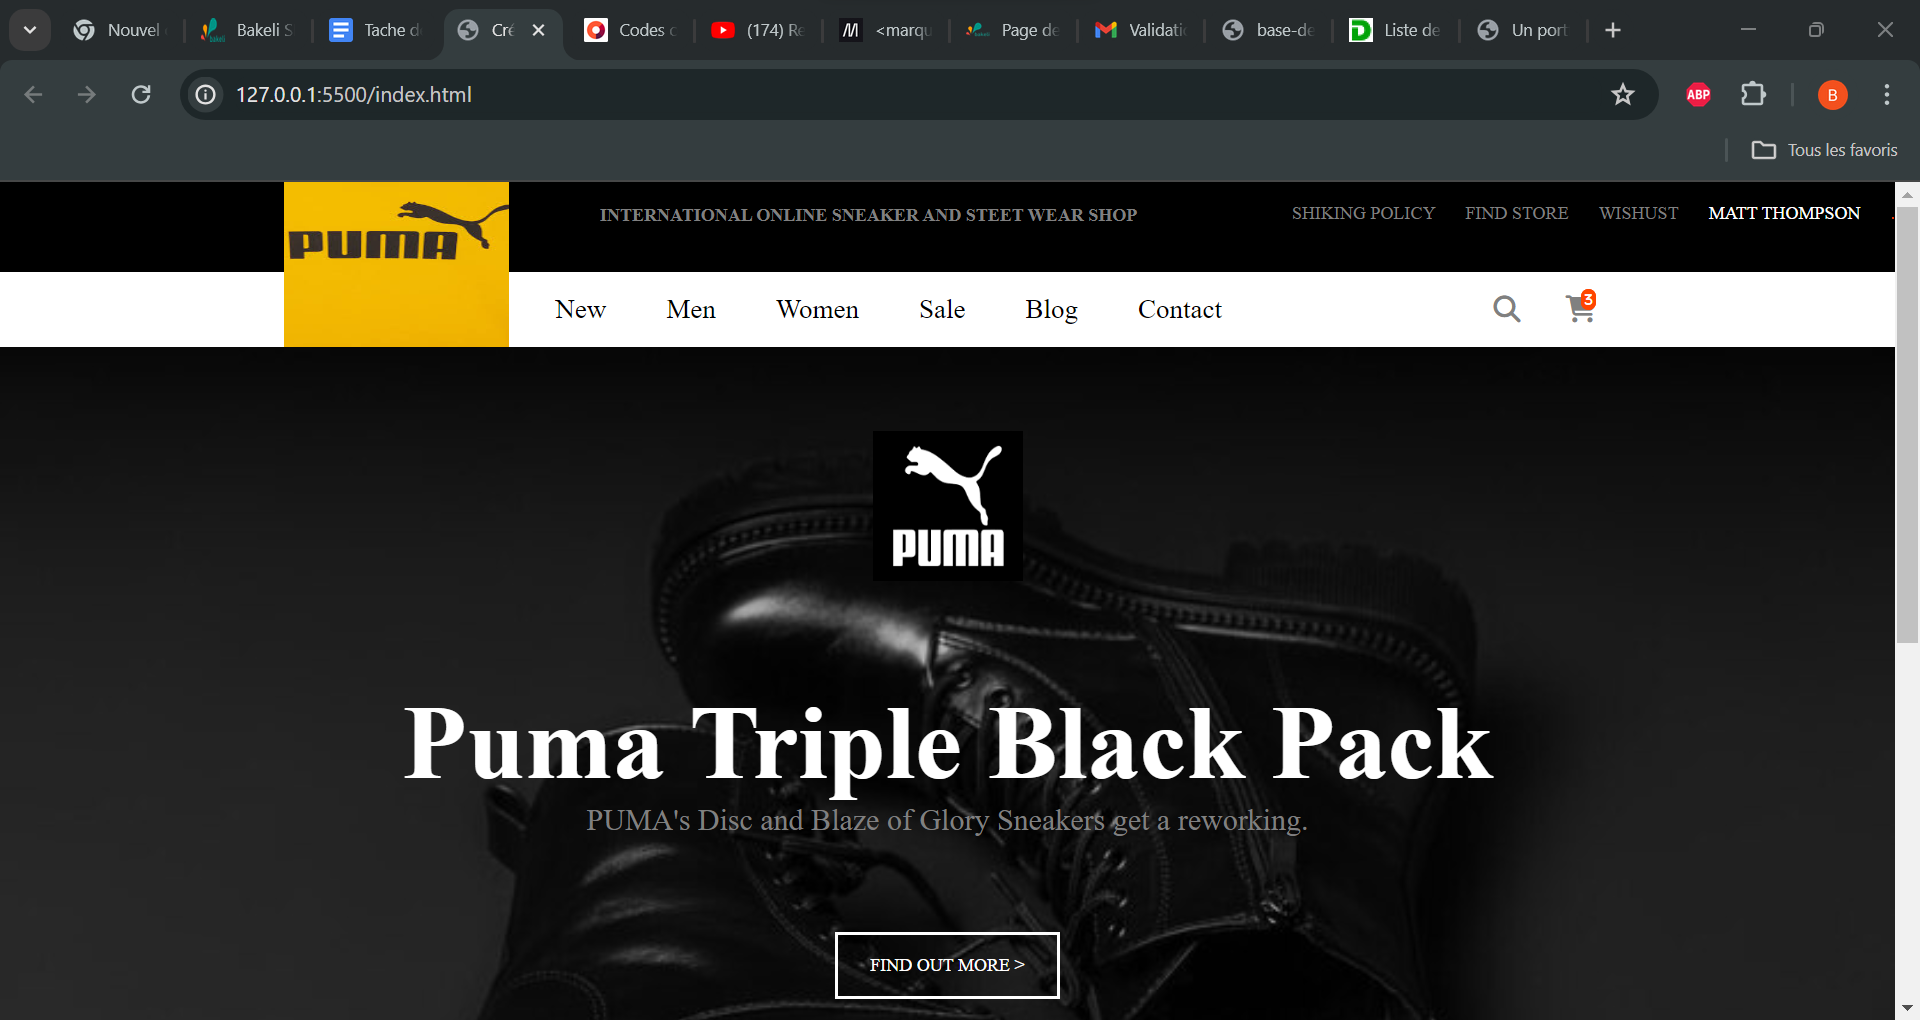 Nouvel
Bakeli S
Tache d
Cré
Codes c
(174) Re
<marqu
Page de
Validati
base-de
Liste de
Un port
127.0.0.1:5500/index.html
ABP
B
Tous les favoris
PUMA
INTERNATIONAL ONLINE SNEAKER AND STEET WEAR SHOP
SHIKING POLICY FIND STORE WISHUST MATT THOMPSON
New Men Women Sale Blog Contact
3
PUMA
Puma Triple Black Pack
PUMA's Disc and Blaze of Glory Sneakers get a reworking.
FIND OUT MORE >